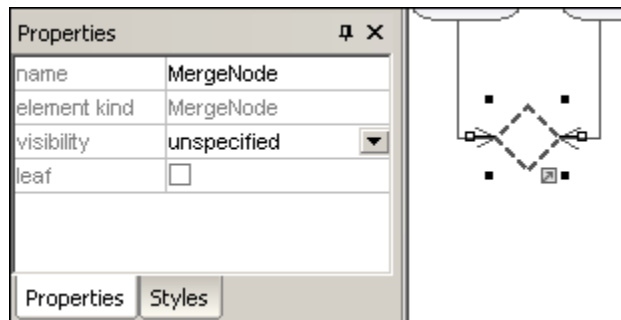 Properties
name MergeNode
element kind MergeNode
visibility unspecified
leaf
Properties Styles